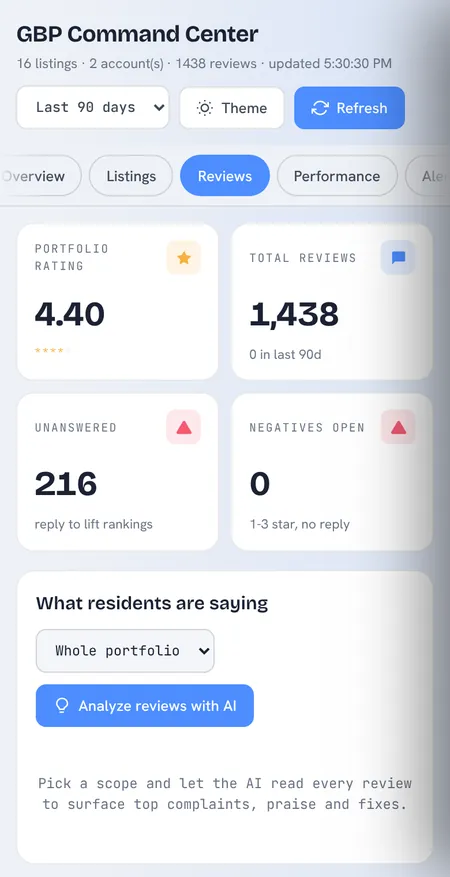 GBP Command Center
16 listings · 2 account(s) · 1438 reviews · updated 5:30:30 PM
Last 90 days
Theme
Refresh
Overview
Listings
Reviews
Performance
PORTFOLIO
RATING
4.40
★★★★
TOTAL REVIEWS
1,438
0 in last 90d
UNANSWERED
216
reply to lift rankings
NEGATIVES OPEN
0
1-3 star, no reply
What residents are saying
Whole portfolio
Analyze reviews with AI
Pick a scope and let the AI read every review
to surface top complaints, praise and fixes.